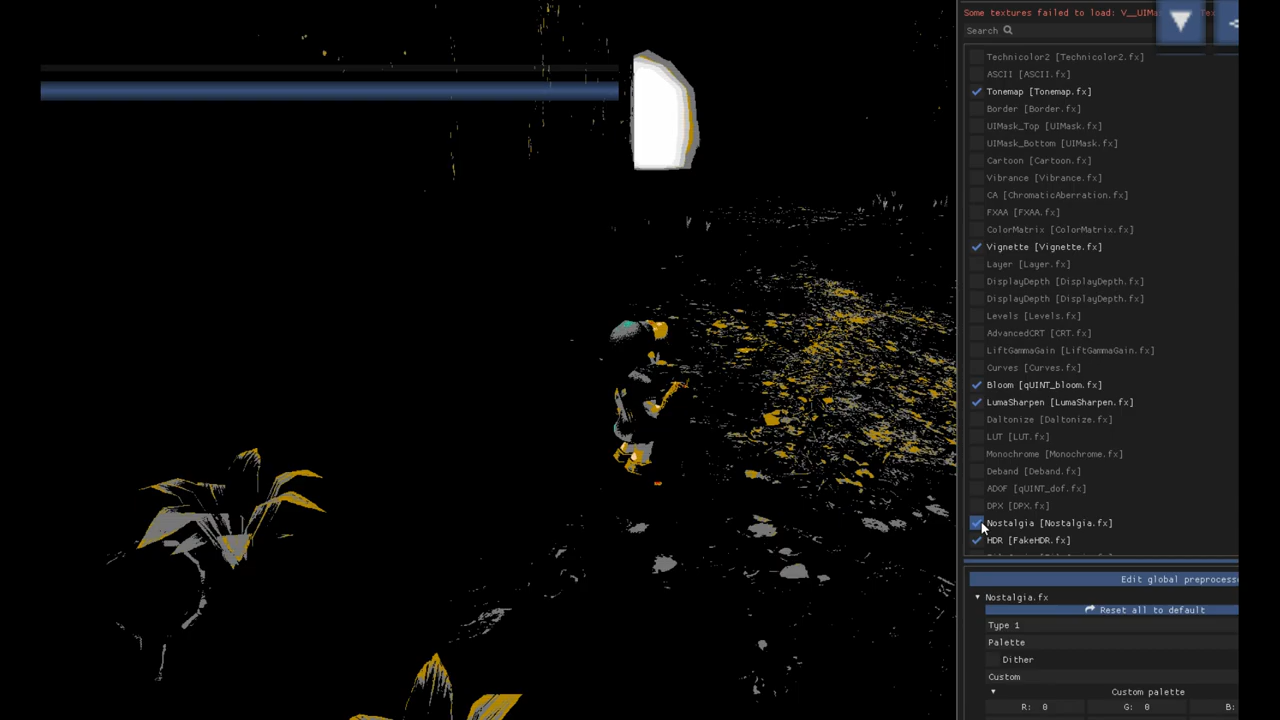 Some textures failed to load: V__UIMa
Search
Technicolor2 [Technicolor2.fx]
ASCII [ASCII.fx]
Tonemap [Tonemap.fx]
Border [Border.fx]
UIMask_Top [UIMask.fx]
UIMask_Bottom [UIMask.fx]
Cartoon [Cartoon.fx]
Vibrance [Vibrance.fx]
CA [ChromaticAberration.fx]
FXAA [FXAA.fx]
ColorMatrix [ColorMatrix.fx]
Vignette [Vignette.fx]
Layer [Layer.fx]
DisplayDepth [DisplayDepth.fx]
DisplayDepth [DisplayDepth.fx]
Levels [Levels.fx]
AdvancedCRT [CRT.fx]
LiftGammaGain [LiftGammaGain.fx]
Curves [Curves.fx]
Bloom [qUINT_bloom.fx]
LumaSharpen [LumaSharpen.fx]
Daltonize [Daltonize.fx]
LUT [LUT.fx]
Monochrome [Monochrome.fx]
Deband [Deband.fx]
ADOF [qUINT_dof.fx]
DPX [DPX.fx]
Nostalgia [Nostalgia.fx]
HDR [FakeHDR.fx]
Edit global preprocess
Nostalgia.fx
Reset all to default
Type 1
Palette
Dither
Custom
Custom palette
R: 0 G: 0 B: